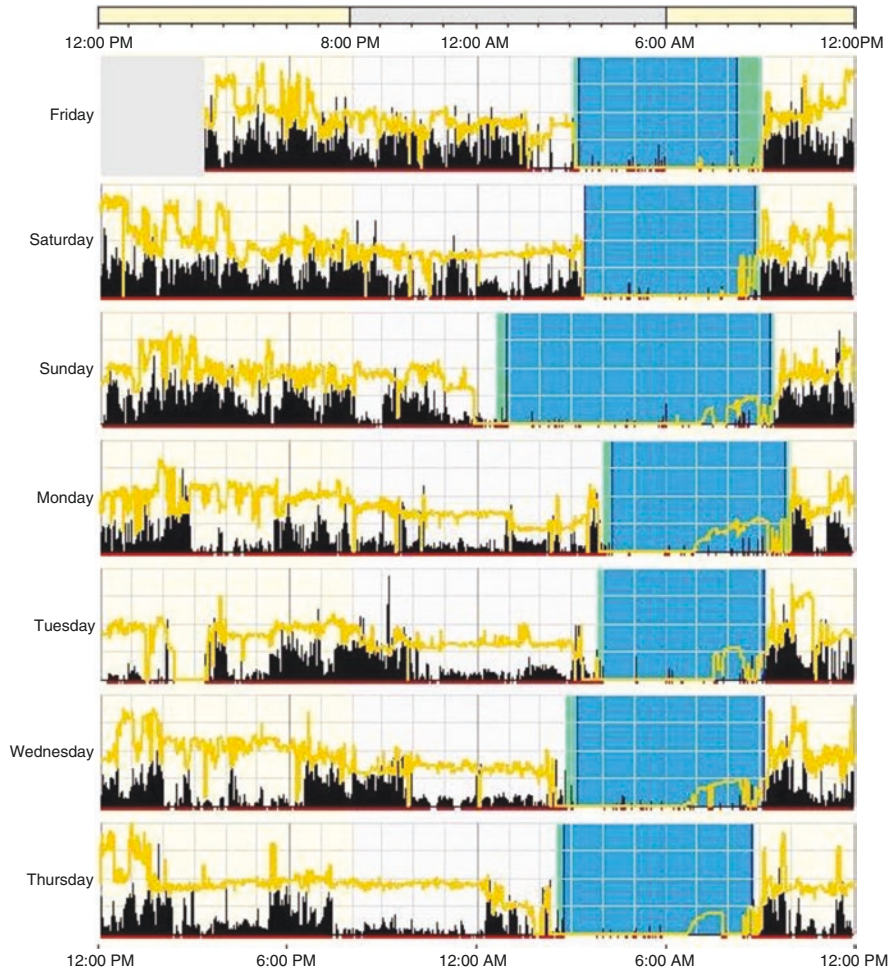 12:00 PM 8:00 PM 12:00 AM 6:00 AM 12:00PM
Friday
Saturday
Sunday
Monday
Tuesday
Wednesday
Thursday
12:00 PM 6:00 PM 12:00 AM 6:00 AM 12:00 PM